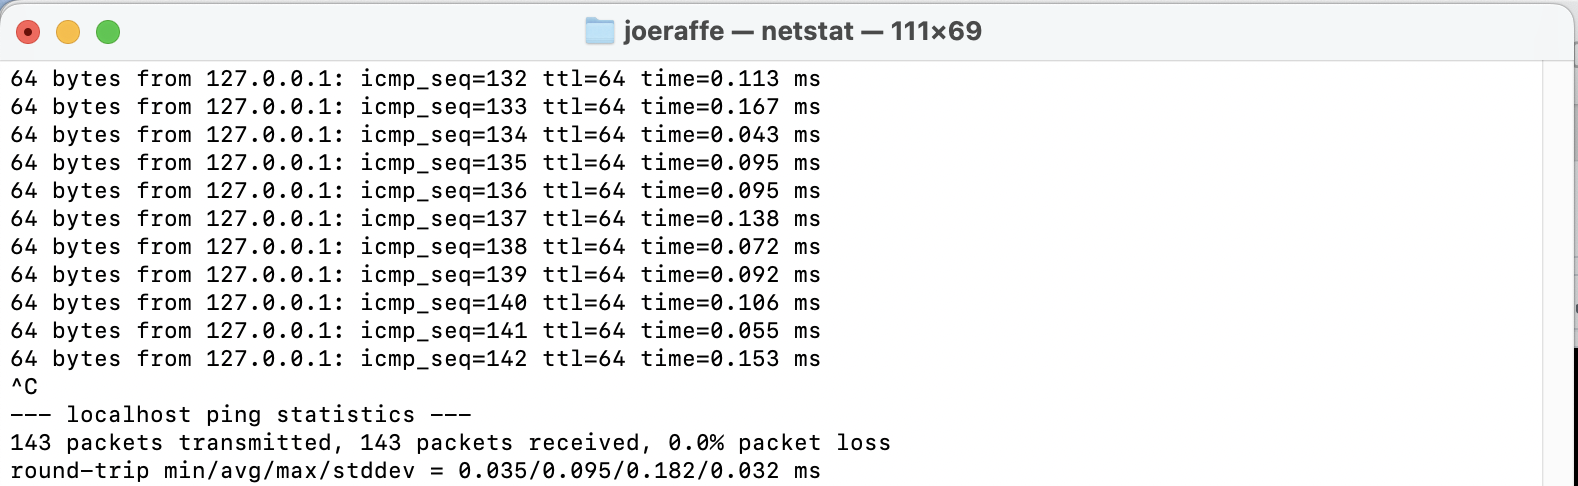 joeraffe — netstat — 111×69
64 bytes from 127.0.0.1: icmp_seq=132 ttl=64 time=0.113 ms
64 bytes from 127.0.0.1: icmp_seq=133 ttl=64 time=0.167 ms
64 bytes from 127.0.0.1: icmp_seq=134 ttl=64 time=0.043 ms
64 bytes from 127.0.0.1: icmp_seq=135 ttl=64 time=0.095 ms
64 bytes from 127.0.0.1: icmp_seq=136 ttl=64 time=0.095 ms
64 bytes from 127.0.0.1: icmp_seq=137 ttl=64 time=0.138 ms
64 bytes from 127.0.0.1: icmp_seq=138 ttl=64 time=0.072 ms
64 bytes from 127.0.0.1: icmp_seq=139 ttl=64 time=0.092 ms
64 bytes from 127.0.0.1: icmp_seq=140 ttl=64 time=0.106 ms
64 bytes from 127.0.0.1: icmp_seq=141 ttl=64 time=0.055 ms
64 bytes from 127.0.0.1: icmp_seq=142 ttl=64 time=0.153 ms
^C
--- localhost ping statistics ---
143 packets transmitted, 143 packets received, 0.0% packet loss
round-trip min/avg/max/stddev = 0.035/0.095/0.182/0.032 ms